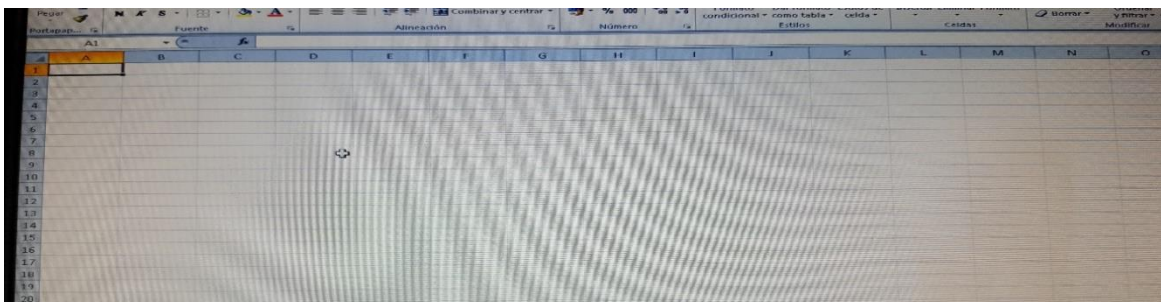 Pegar N K S
Combinar y centrar % 000
condicional como tabla celda
Borrar y filtrar
Portapap... Fuente Alineación Número Estilos Celdas Modificar
A1 fx
A B C D E F G H I J K L M N O
1
2
3
4
5
6
7
8
9
10
11
12
13
14
15
16
17
18
19
20